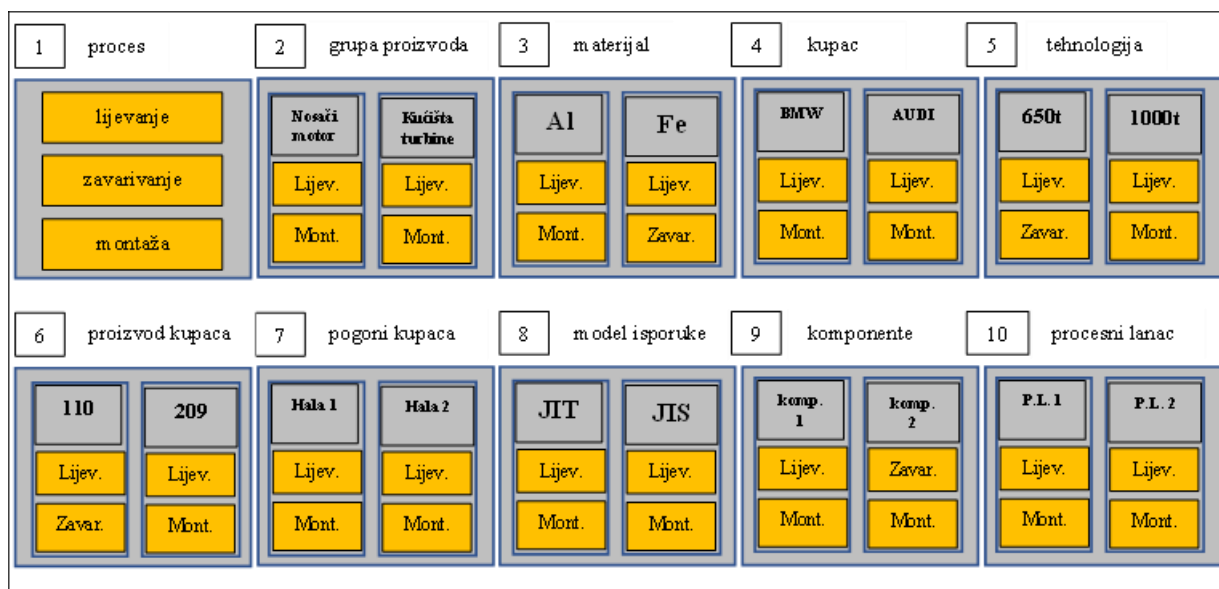 1 proces
2 grupa proizvoda
3 materijal
4 kupac
5 tehnologija
lijevanje
zavarivanje
montaža
Nosači
motor
Lijev.
Mont.
Kućišta
turbine
Lijev.
Mont.
Al
Lijev.
Mont.
Fe
Lijev.
Zavar.
BMW
Lijev.
Mont.
AUDI
Lijev.
Mont.
650t
Lijev.
Zavar.
1000t
Lijev.
Mont.
6 proizvod kupaca
7 pogoni kupaca
8 model isporuke
9 komponente
10 procesni lanac
110
Lijev.
Zavar.
209
Lijev.
Mont.
Hala 1
Lijev.
Mont.
Hala 2
Lijev.
Mont.
JIT
Lijev.
Mont.
JIS
Lijev.
Mont.
komp.
1
Lijev.
Mont.
komp.
2
Zavar.
Mont.
P.L. 1
Lijev.
Mont.
P.L. 2
Lijev.
Mont.